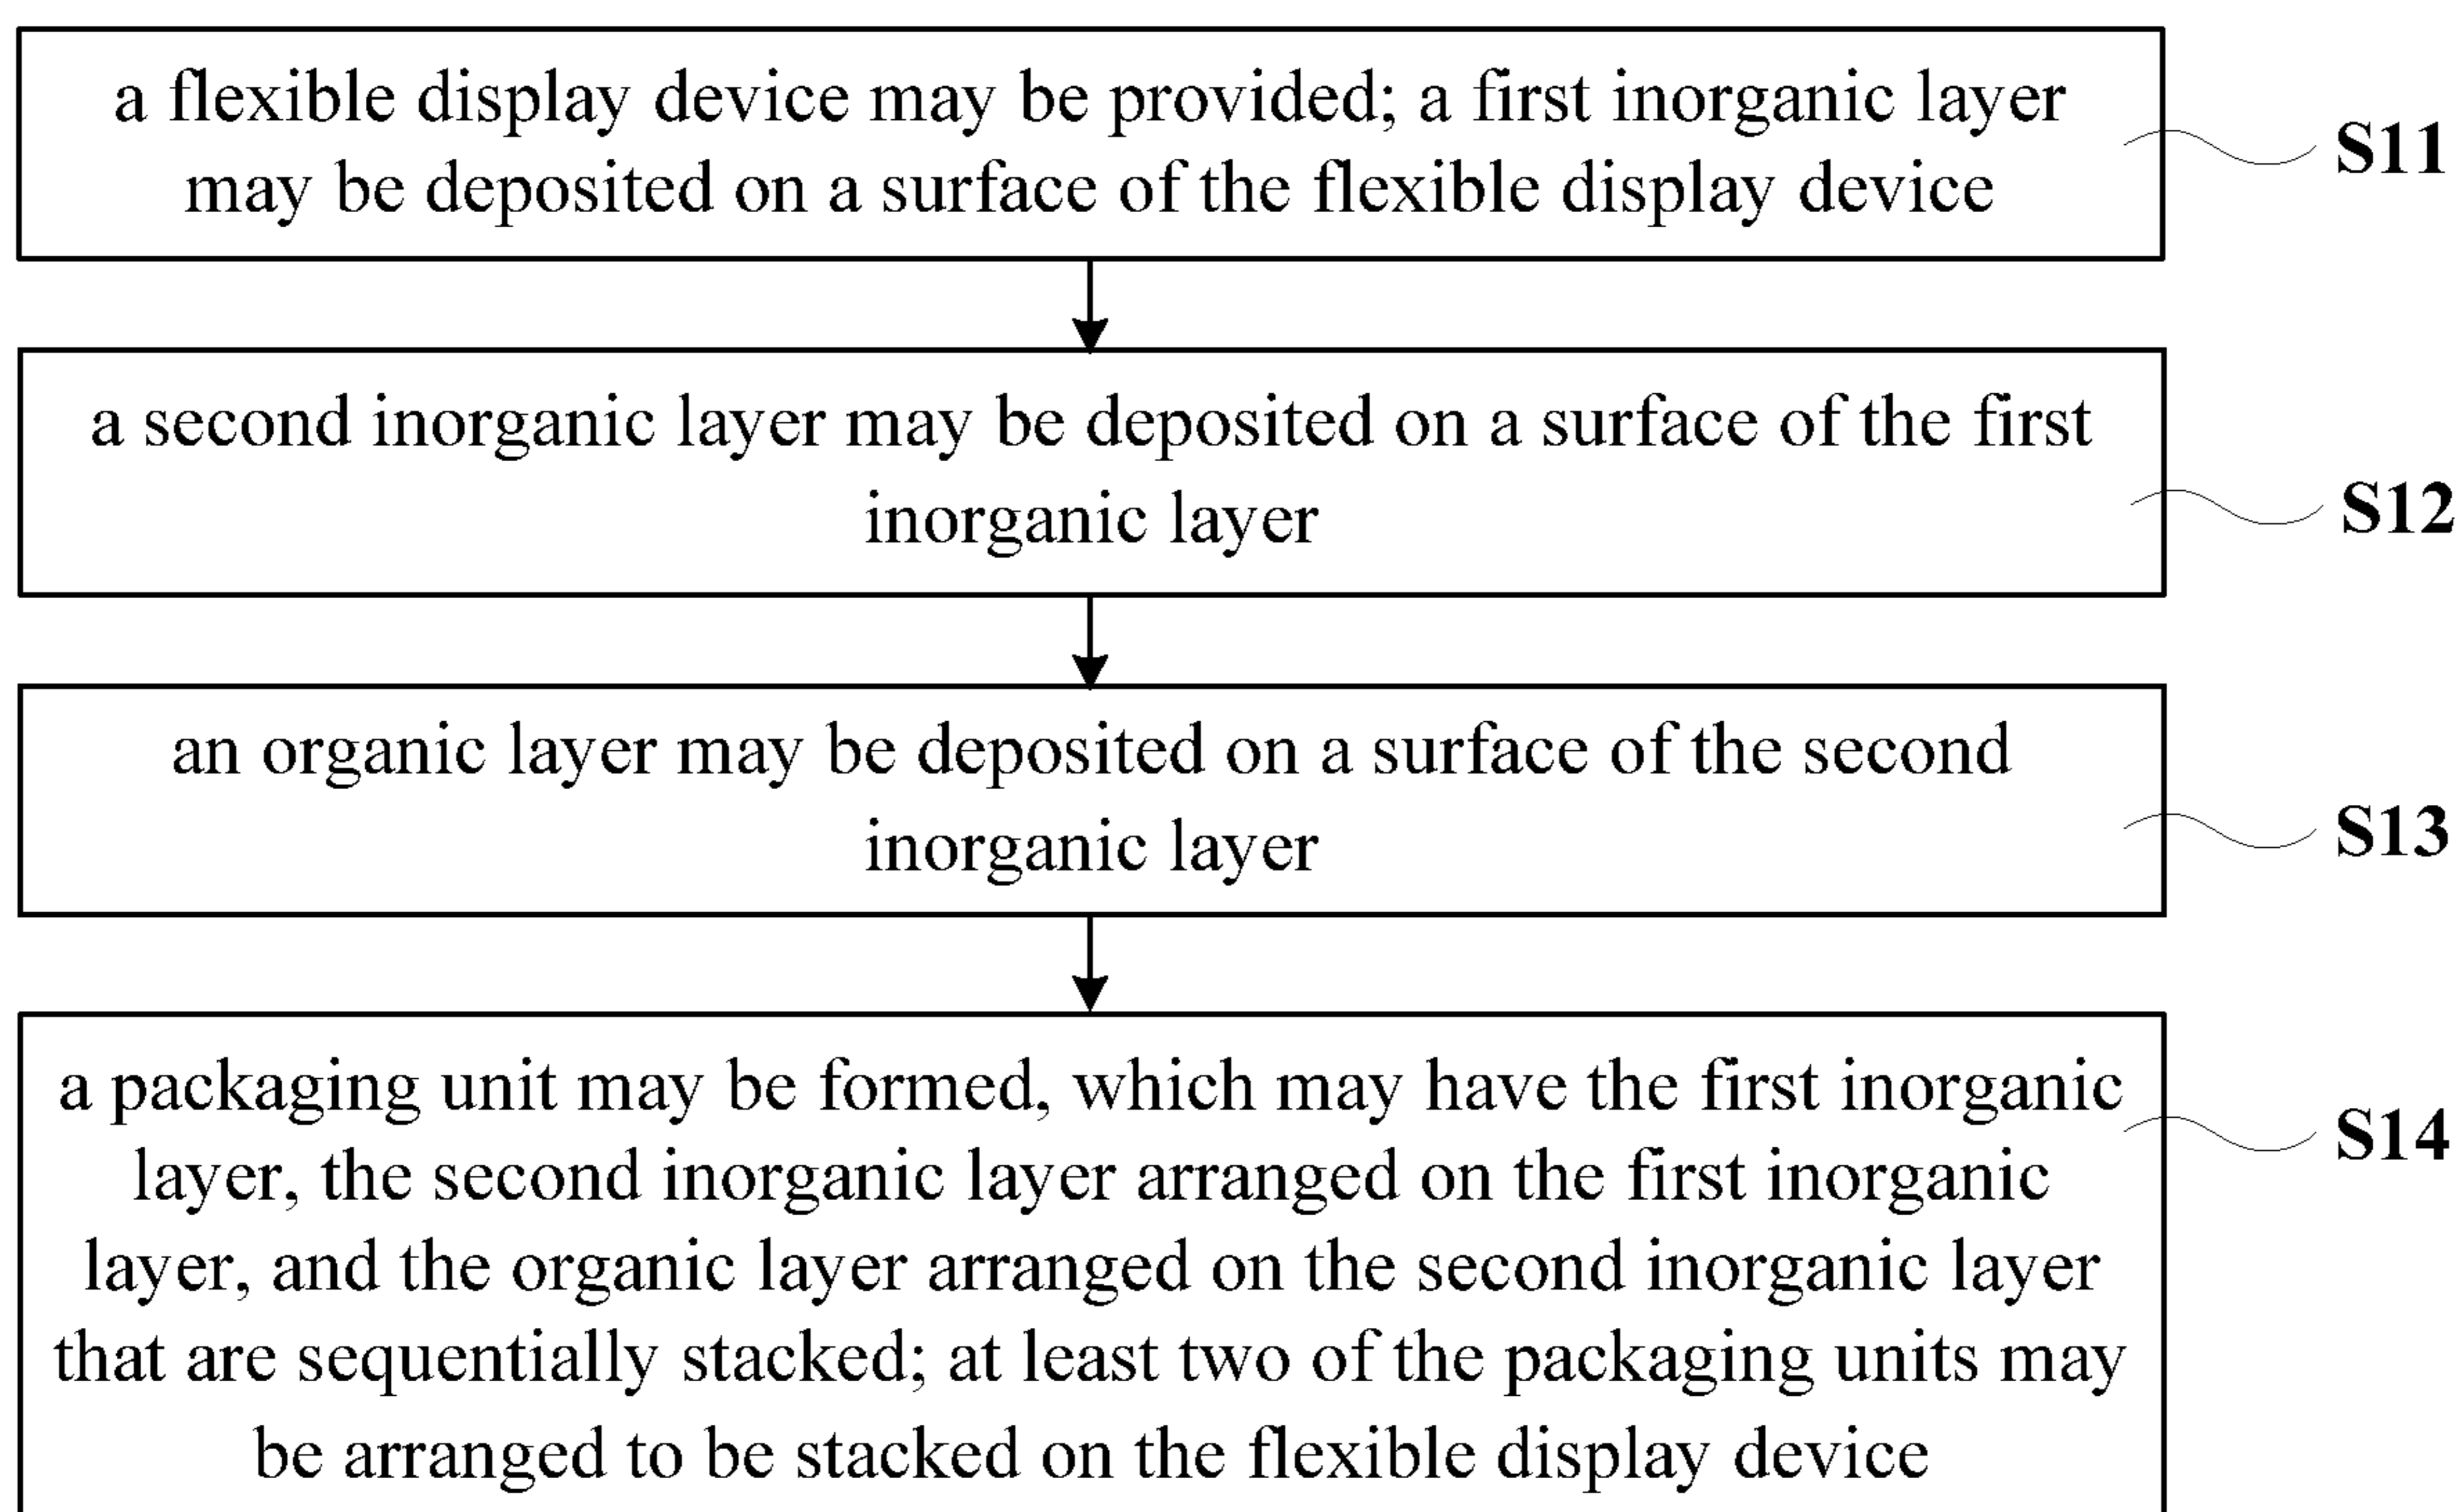 a flexible display device may be provided; a first inorganic layer
may be deposited on a surface of the flexible display device
S11
a second inorganic layer may be deposited on a surface of the first
inorganic layer
S12
an organic layer may be deposited on a surface of the second
inorganic layer
S13
a packaging unit may be formed, which may have the first inorganic
layer, the second inorganic layer arranged on the first inorganic
layer, and the organic layer arranged on the second inorganic layer
that are sequentially stacked; at least two of the packaging units may
be arranged to be stacked on the flexible display device
S14